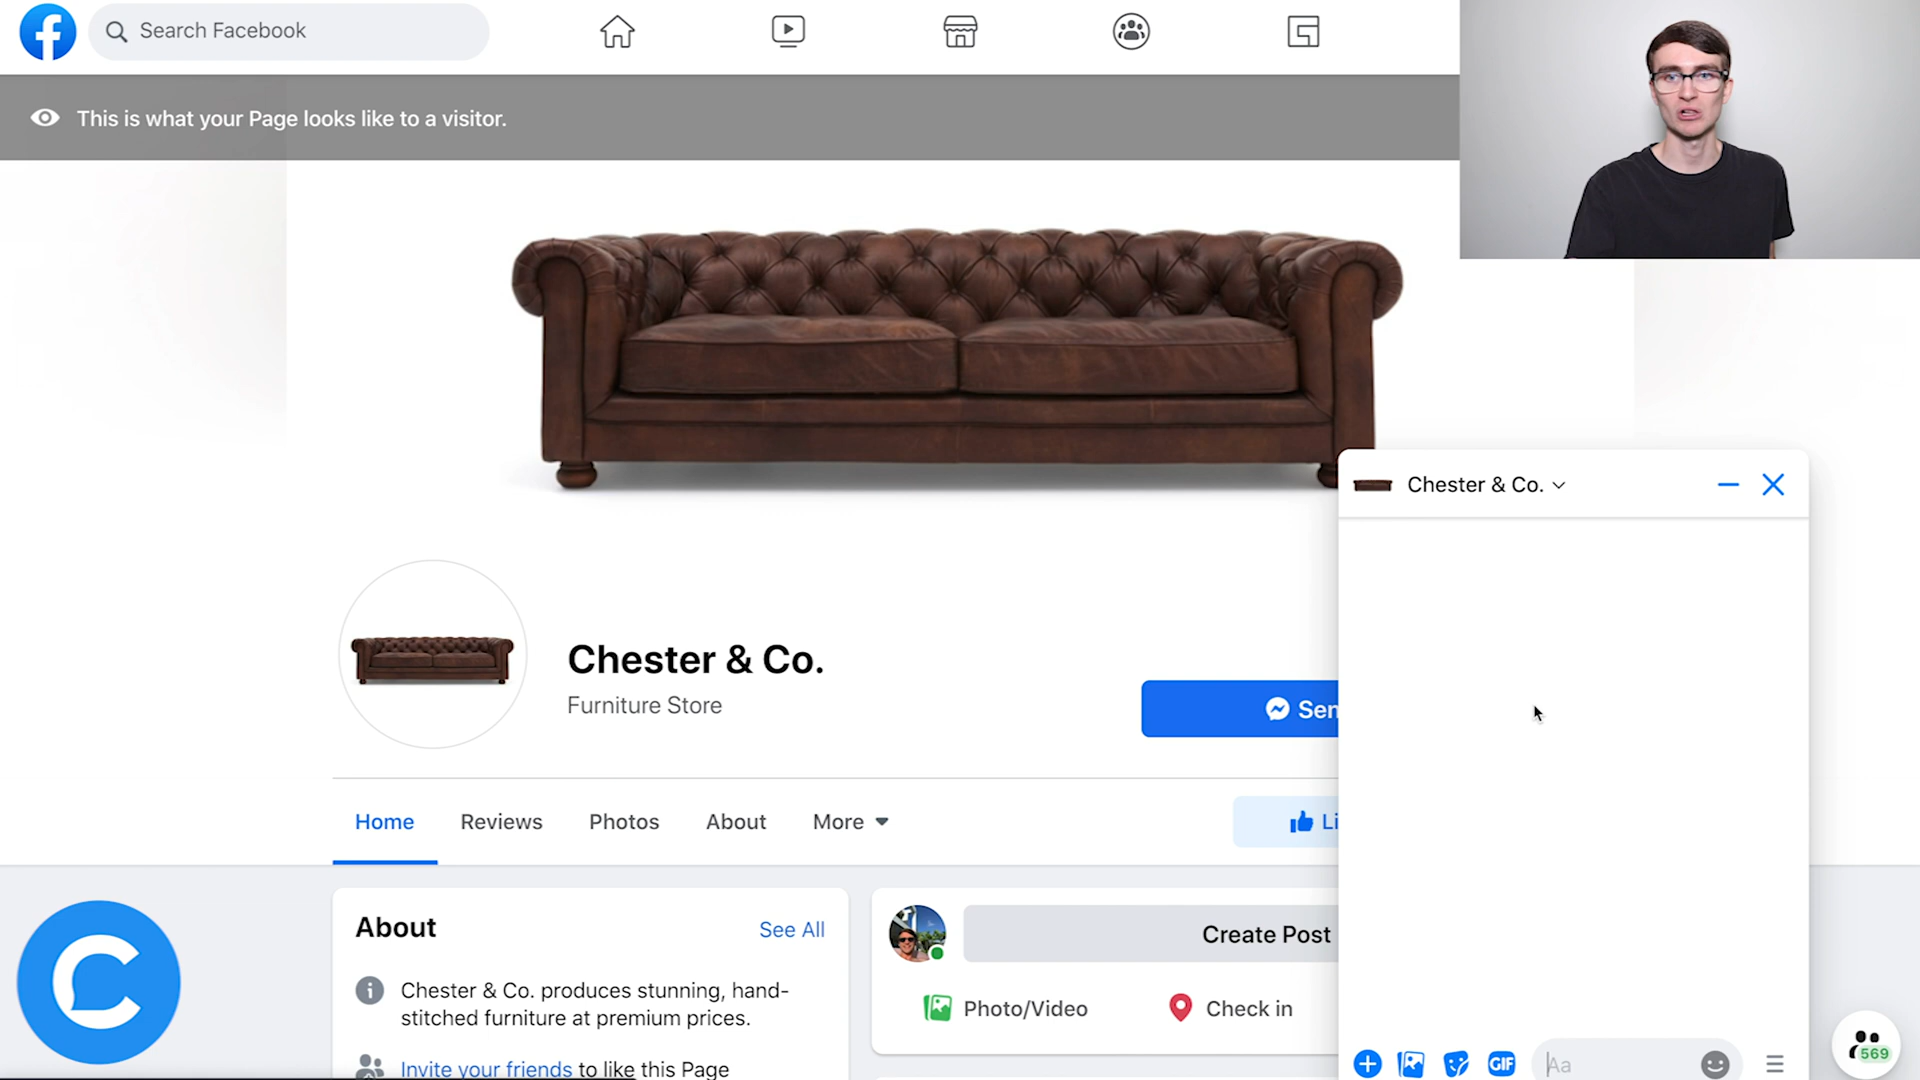 Search Facebook
This is what your Page looks like to a visitor.
Chester & Co.
Chester & Co.
Furniture Store
Sen
Home Reviews Photos About More
Li
About
See All
Create Post
Chester & Co. produces stunning, hand-
stitched furniture at premium prices.
Photo/Video
Check in
Invite your friends to like this Page
GIF
Aa
569